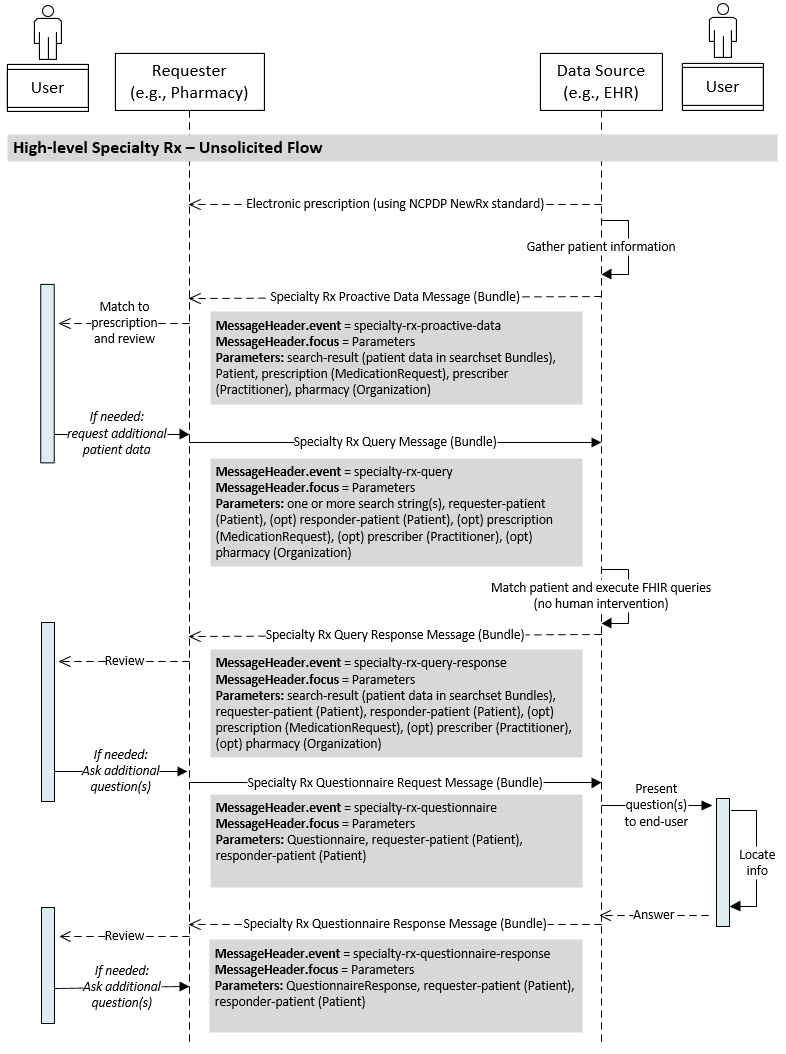 User
Requester
(e.g., Pharmacy)
Data Source
(e.g., EHR)
User
High-level Specialty Rx – Unsolicited Flow
Electronic prescription (using NCPDP NewRx standard)
Gather patient information
Specialty Rx Proactive Data Message (Bundle)
Match to
prescription
and review
MessageHeader.event = specialty-rx-proactive-data
MessageHeader.focus = Parameters
Parameters: search-result (patient data in searchset Bundles),
Patient, prescription (MedicationRequest), prescriber
(Practitioner), pharmacy (Organization)
If needed:
request additional
patient data
Specialty Rx Query Message (Bundle)
MessageHeader.event = specialty-rx-query
MessageHeader.focus = Parameters
Parameters: one or more search string(s), requester-patient
(Patient), (opt) responder-patient (Patient), (opt) prescription
(MedicationRequest), (opt) prescriber (Practitioner), (opt)
pharmacy (Organization)
Match patient and execute FHIR queries
(no human intervention)
Specialty Rx Query Response Message (Bundle)
Review
MessageHeader.event = specialty-rx-query-response
MessageHeader.focus = Parameters
Parameters: search-result (patient data in searchset Bundles),
requester-patient (Patient), responder-patient (Patient), (opt)
prescription (MedicationRequest), (opt) prescriber (Practitioner),
(opt) pharmacy (Organization)
If needed:
Ask additional
question(s)
Specialty Rx Questionnaire Request Message (Bundle)
Present
question(s)
to end-user
MessageHeader.event = specialty-rx-questionnaire
MessageHeader.focus = Parameters
Parameters: Questionnaire, requester-patient (Patient),
responder-patient (Patient)
Locate
info
Answer
Specialty Rx Questionnaire Response Message (Bundle)
Review
MessageHeader.event = specialty-rx-questionnaire-response
MessageHeader.focus = Parameters
Parameters: QuestionnaireResponse, requester-patient (Patient),
responder-patient (Patient)
If needed:
Ask additional
question(s)